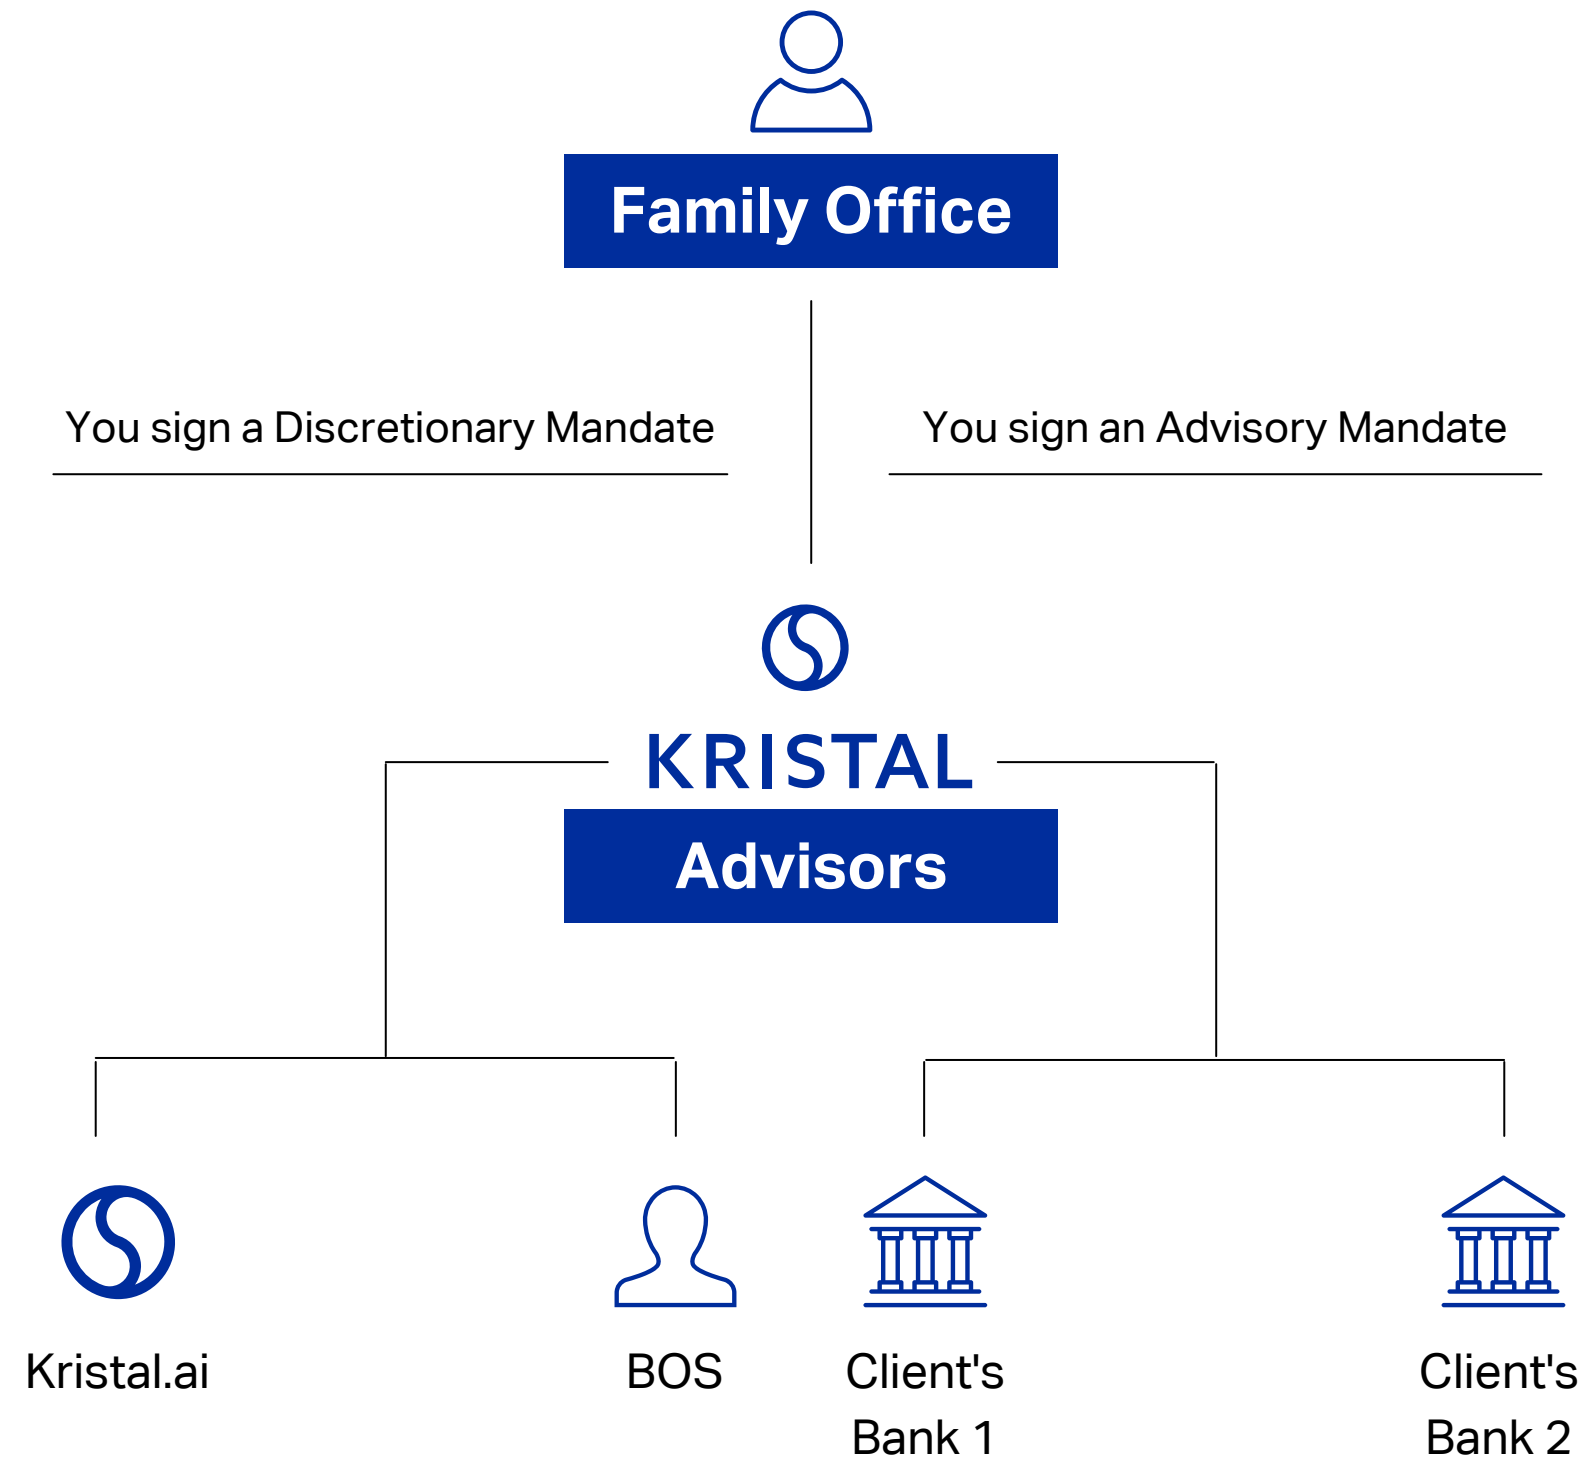 Family Office
You sign a Discretionary Mandate
You sign an Advisory Mandate
KRISTAL
Advisors
Kristal.ai
BOS
Client's
Bank 1
Client's
Bank 2